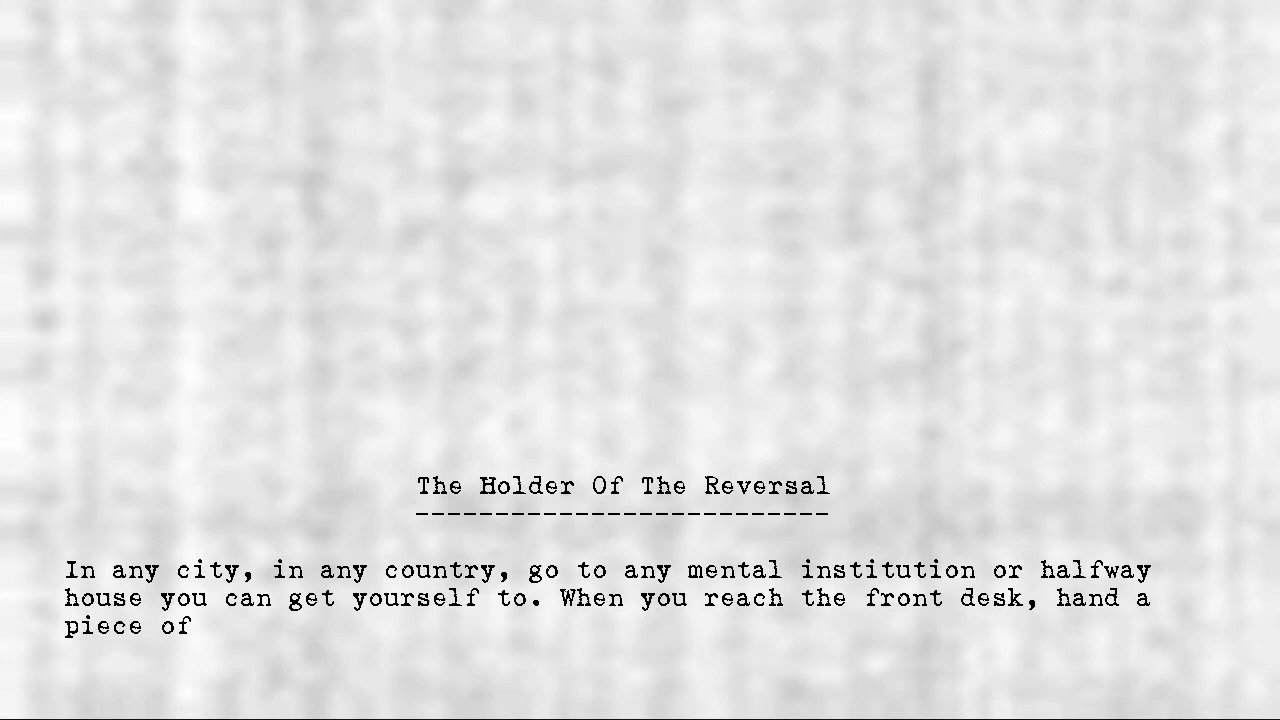 The Holder Of The Reversal
--------------------------
In any city, in any country, go to any mental institution or halfway
house you can get yourself to. When you reach the front desk, hand a
piece of